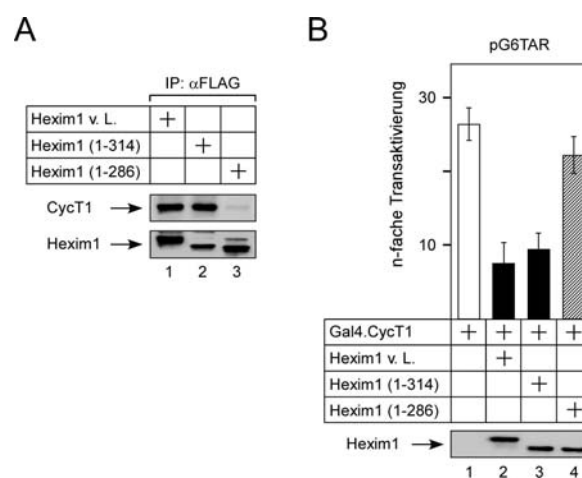 A
IP: αFLAG
Hexim1 v. L. +
Hexim1 (1-314) +
Hexim1 (1-286) +
CycT1
Hexim1
1 2 3
B
pG6TAR
n-fache Transaktivierung
30
10
Gal4.CycT1 + + + +
Hexim1 v. L. +
Hexim1 (1-314) +
Hexim1 (1-286) +
Hexim1
1 2 3 4